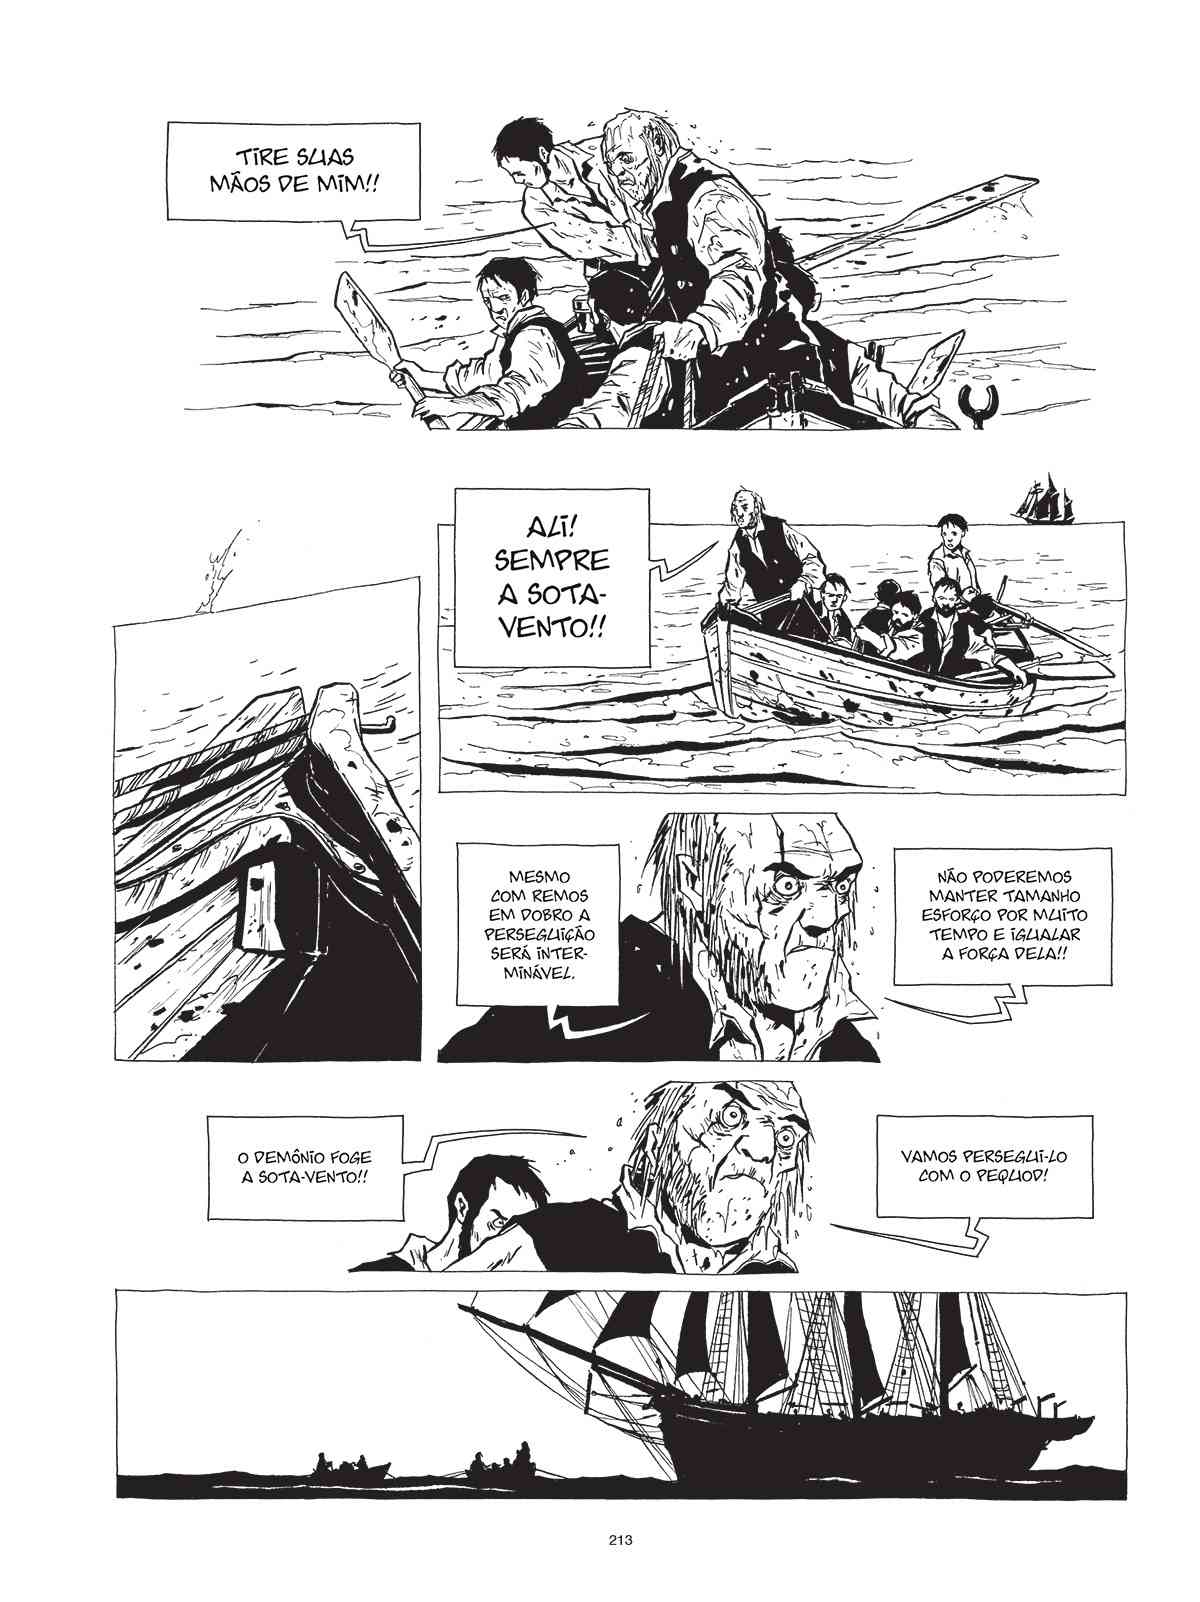 TIRE SUAS
MÃOS DE MIM!!
ALI!
SEMPRE
A SOTA-
VENTO!!
MESMO
COM REMOS
EM DOBRO A
PERSEGUIÇÃO
SERÁ INTER-
MINÁVEL.
NÃO PODEREMOS
MANTER TAMANHO
ESFORÇO POR MUITO
TEMPO E IGUALAR
A FORÇA DELA!!
O DEMÔNIO FOGE
A SOTA-VENTO!!
VAMOS PERSEGUI-LO
COM O PEQUOD!
213